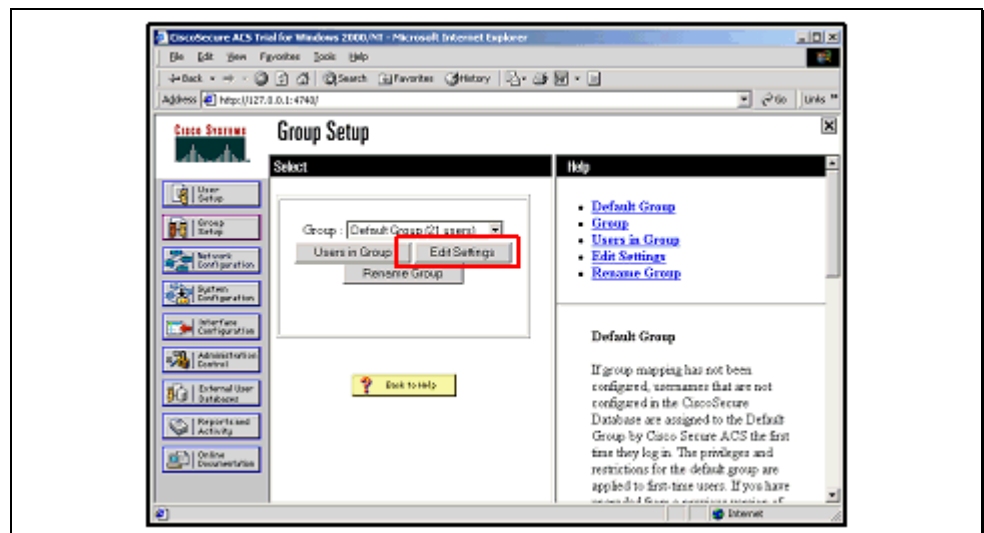 CiscoSecure ACS Trial for Windows 2000/NT - Microsoft Internet Explorer
File Edit View Favorites Tools Help
Back Search Favorites History
Address http://127.0.0.1:4740/ Go Links »
CISCO SYSTEMS
Group Setup
Select
Help
User Setup
Group Setup
Network Configuration
System Configuration
Interface Configuration
Administration Control
External User Databases
Reports and Activity
Online Documentation
Group : Default Group (21 users)
Users in Group Edit Settings
Rename Group
Back to Help
• Default Group
• Group
• Users in Group
• Edit Settings
• Rename Group
Default Group
If group mapping has not been
configured, usernames that are not
configured in the CiscoSecure
Database are assigned to the Default
Group by Cisco Secure ACS the first
time they log in. The privileges and
restrictions for the default group are
applied to first-time users. If you have
upgraded from a previous version of
Internet